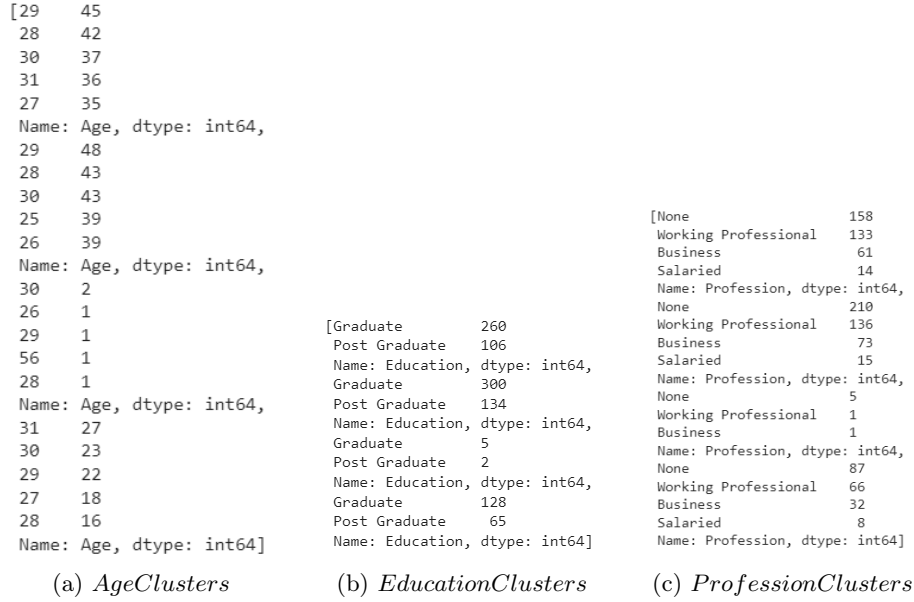 [29 45
28 42
30 37
31 36
27 35
Name: Age, dtype: int64,
29 48
28 43
30 43
25 39
26 39
Name: Age, dtype: int64,
30 2
26 1
29 1
56 1
28 1
Name: Age, dtype: int64,
31 27
30 23
29 22
27 18
28 16
Name: Age, dtype: int64]
(a) AgeClusters
[Graduate 260
Post Graduate 106
Name: Education, dtype: int64,
Graduate 300
Post Graduate 134
Name: Education, dtype: int64,
Graduate 5
Post Graduate 2
Name: Education, dtype: int64,
Graduate 128
Post Graduate 65
Name: Education, dtype: int64]
(b) EducationClusters
[None 158
Working Professional 133
Business 61
Salaried 14
Name: Profession, dtype: int64,
None 210
Working Professional 136
Business 73
Salaried 15
Name: Profession, dtype: int64,
None 5
Working Professional 1
Business 1
Name: Profession, dtype: int64,
None 87
Working Professional 66
Business 32
Salaried 8
Name: Profession, dtype: int64]
(c) ProfessionClusters